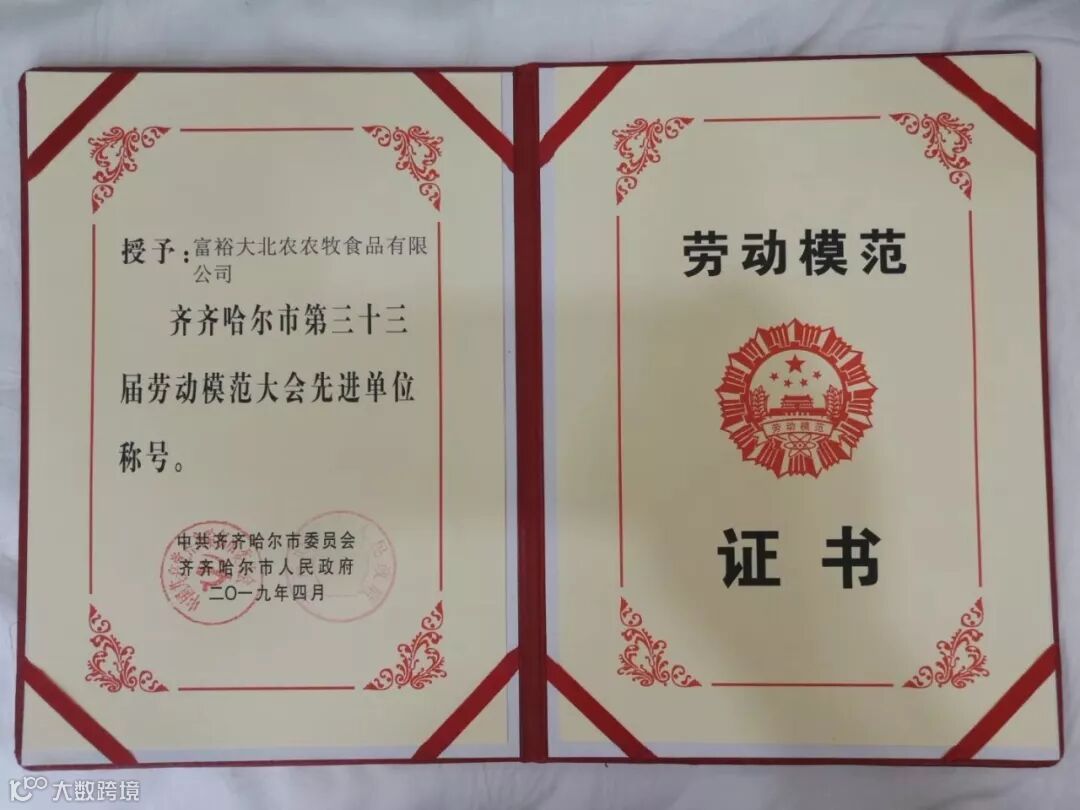 授予：富裕大北农农牧食品有限
公司
齐齐哈尔市第三十三
届劳动模范大会先进单位
称号。
中共齐齐哈尔市委员会
齐齐哈尔市人民政府
二〇一九年四月
劳动模范
劳动模范
证书
大数跨境